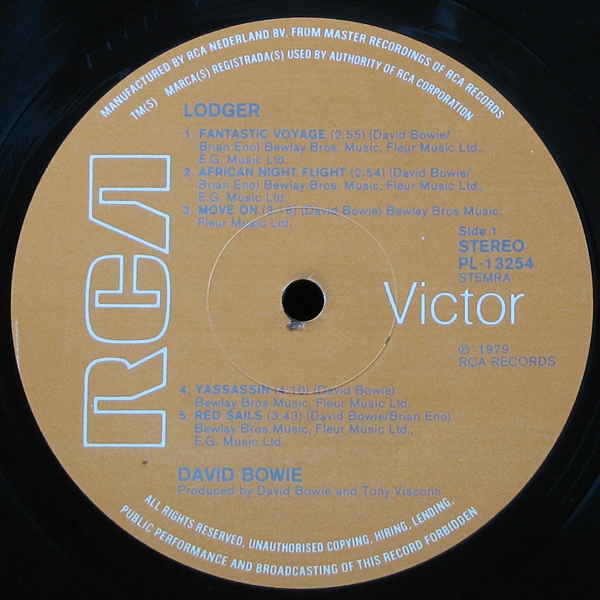 MANUFACTURED BY RCA NEDERLAND BV, FROM MASTER RECORDINGS OF RCA RECORDS
TM(S) MARCA(S) REGISTRADA(S) USED BY AUTHORITY OF RCA CORPORATION
LODGER
1. FANTASTIC VOYAGE (2:55) (David Bowie/
Brian Eno) Bewlay Bros. Music, Fleur Music Ltd.,
E.G. Music Ltd.
2. AFRICAN NIGHT FLIGHT (2:54) (David Bowie/
Brian Eno) Bewlay Bros. Music, Fleur Music Ltd.,
E.G. Music Ltd.
3. MOVE ON (3:16) (David Bowie) Bewlay Bros Music,
Fleur Music Ltd.
Side 1
STEREO
PL-13254
STEMRA
RCA
Victor
℗ 1979
RCA RECORDS
4. YASSASSIN (4:10) (David Bowie)
Bewlay Bros Music, Fleur Music Ltd.
5. RED SAILS (3:43) (David Bowie/Brian Eno)
Bewlay Bros Music, Fleur Music Ltd.,
E.G. Music Ltd.
DAVID BOWIE
Produced by David Bowie and Tony Visconti
ALL RIGHTS RESERVED, UNAUTHORISED COPYING, HIRING, LENDING,
PUBLIC PERFORMANCE AND BROADCASTING OF THIS RECORD FORBIDDEN